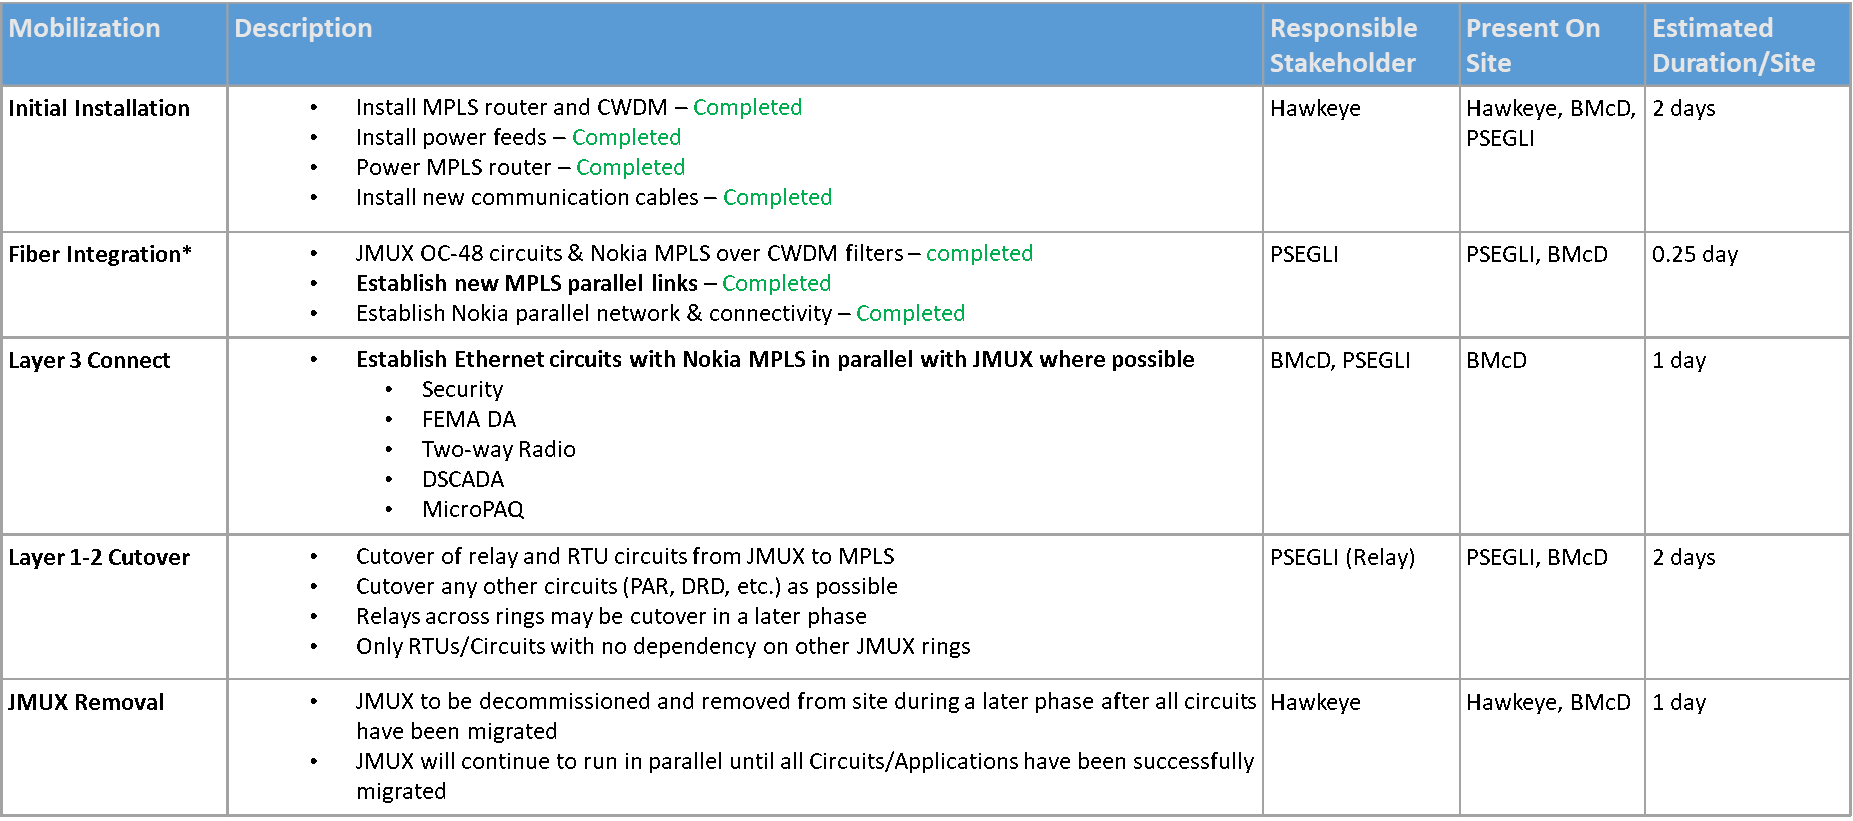 Mobilization
Description
Responsible
Stakeholder
Present On
Site
Estimated
Duration/Site
Initial Installation
• Install MPLS router and CWDM – Completed
• Install power feeds – Completed
• Power MPLS router – Completed
• Install new communication cables – Completed
Hawkeye
Hawkeye, BMcD,
PSEGLI
2 days
Fiber Integration*
• JMUX OC-48 circuits & Nokia MPLS over CWDM filters – completed
• Establish new MPLS parallel links – Completed
• Establish Nokia parallel network & connectivity – Completed
PSEGLI
PSEGLI, BMcD
0.25 day
Layer 3 Connect
• Establish Ethernet circuits with Nokia MPLS in parallel with JMUX where possible
• Security
• FEMA DA
• Two-way Radio
• DSCADA
• MicroPAQ
BMcD, PSEGLI
BMcD
1 day
Layer 1-2 Cutover
• Cutover of relay and RTU circuits from JMUX to MPLS
• Cutover any other circuits (PAR, DRD, etc.) as possible
• Relays across rings may be cutover in a later phase
• Only RTUs/Circuits with no dependency on other JMUX rings
PSEGLI (Relay)
PSEGLI, BMcD
2 days
JMUX Removal
• JMUX to be decommissioned and removed from site during a later phase after all circuits
have been migrated
• JMUX will continue to run in parallel until all Circuits/Applications have been successfully
migrated
Hawkeye
Hawkeye, BMcD
1 day